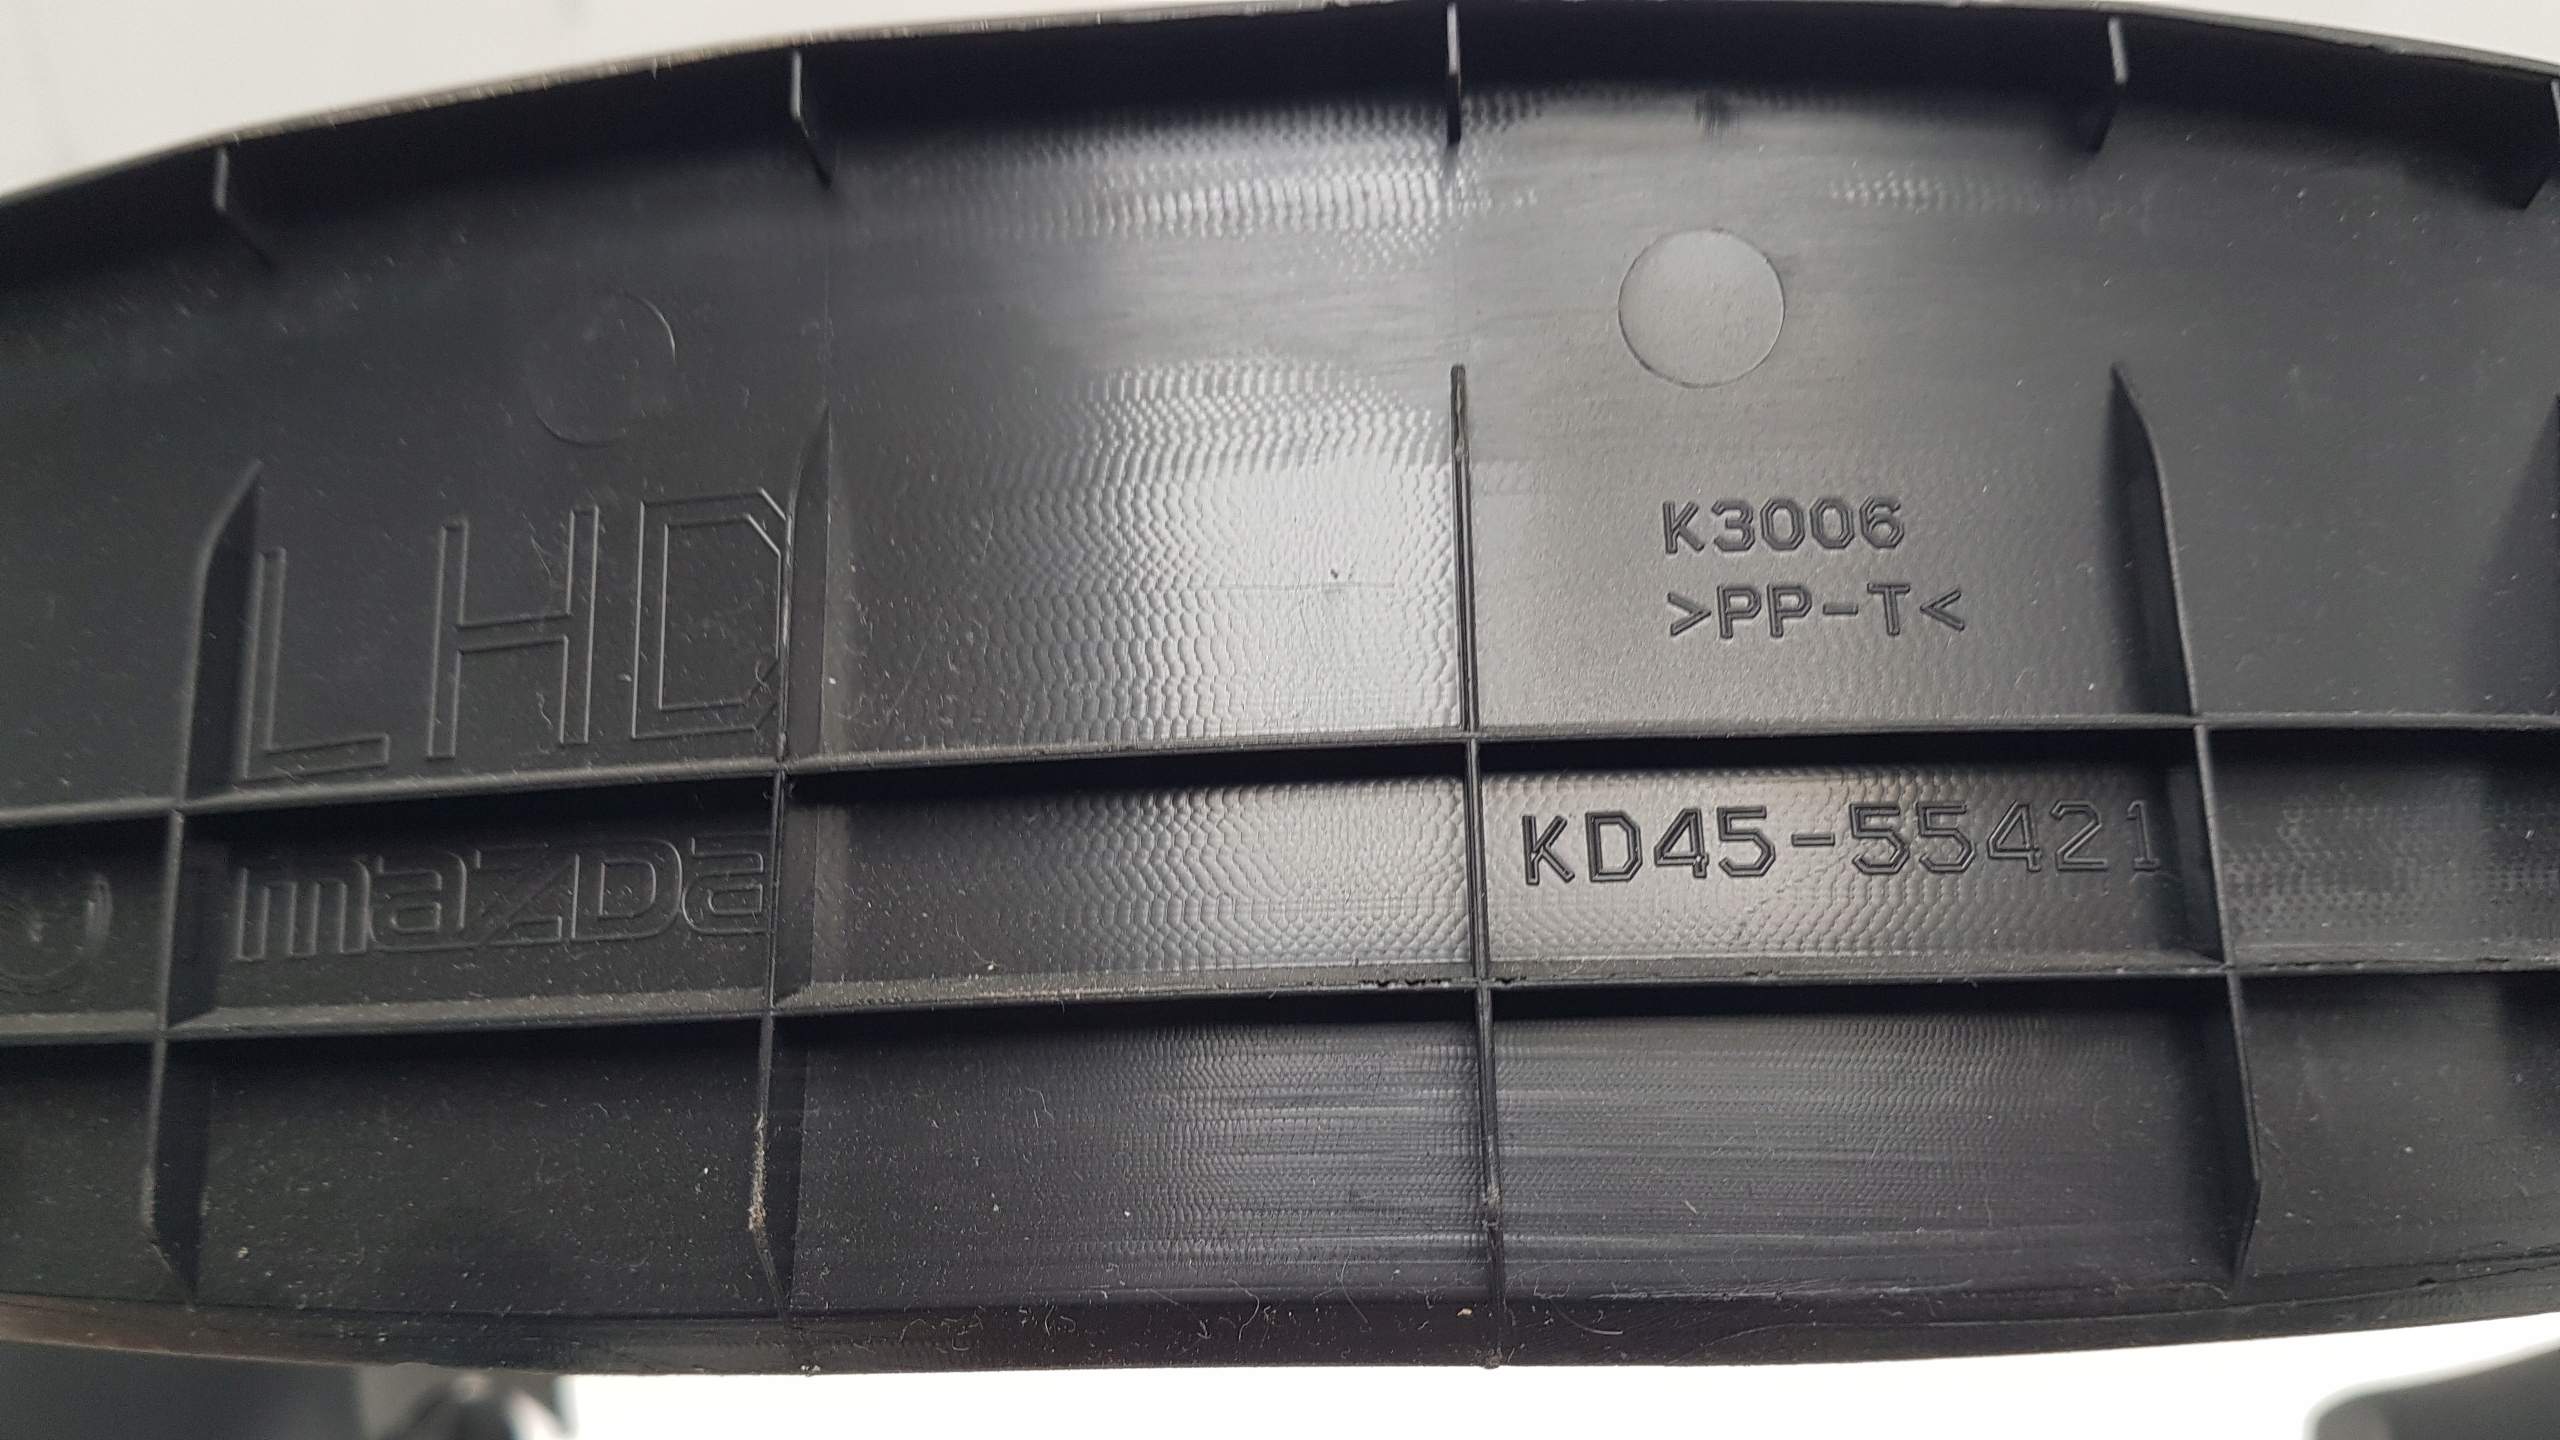 LHD
K3006
>PP-T<
mazda
KD45-55421